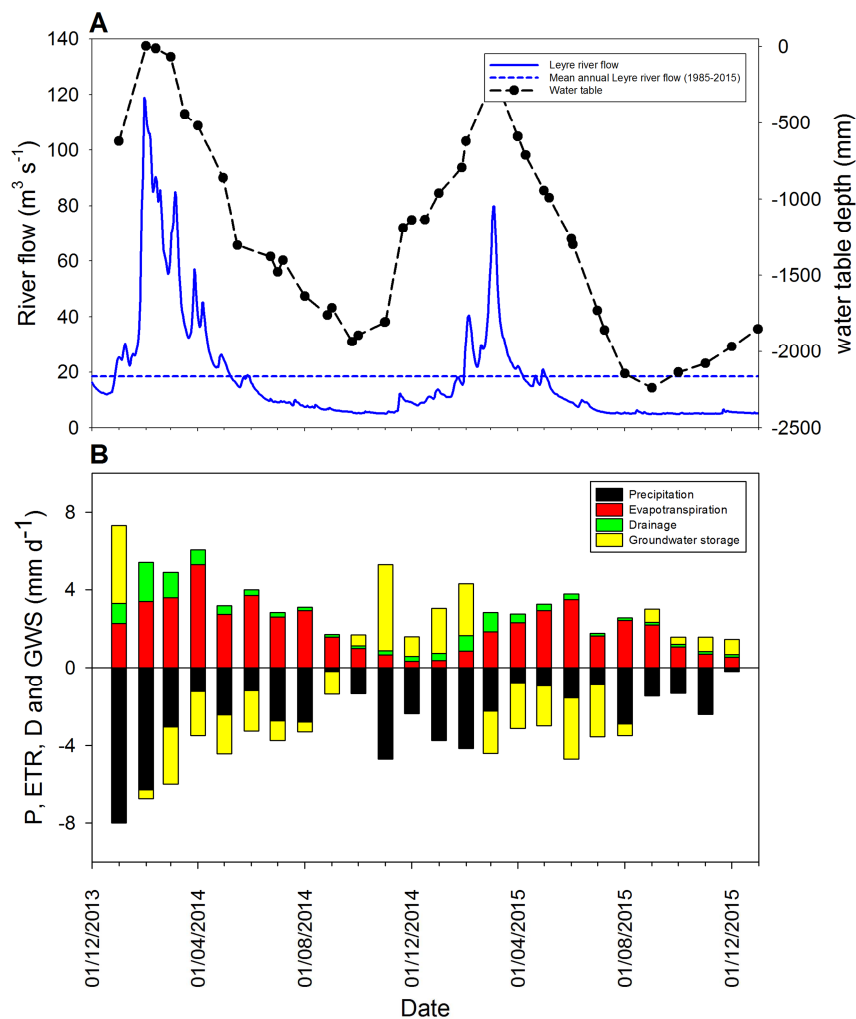 A
River flow (m³ s⁻¹)
140
120
100
80
60
40
20
0
Leyre river flow
Mean annual Leyre river flow (1985-2015)
Water table
0
-500
-1000
-1500
-2000
-2500
water table depth (mm)
B
P, ETR, D and GWS (mm d⁻¹)
8
4
0
-4
-8
Precipitation
Evapotranspiration
Drainage
Groundwater storage
01/12/2013
01/04/2014
01/08/2014
01/12/2014
01/04/2015
01/08/2015
01/12/2015
Date